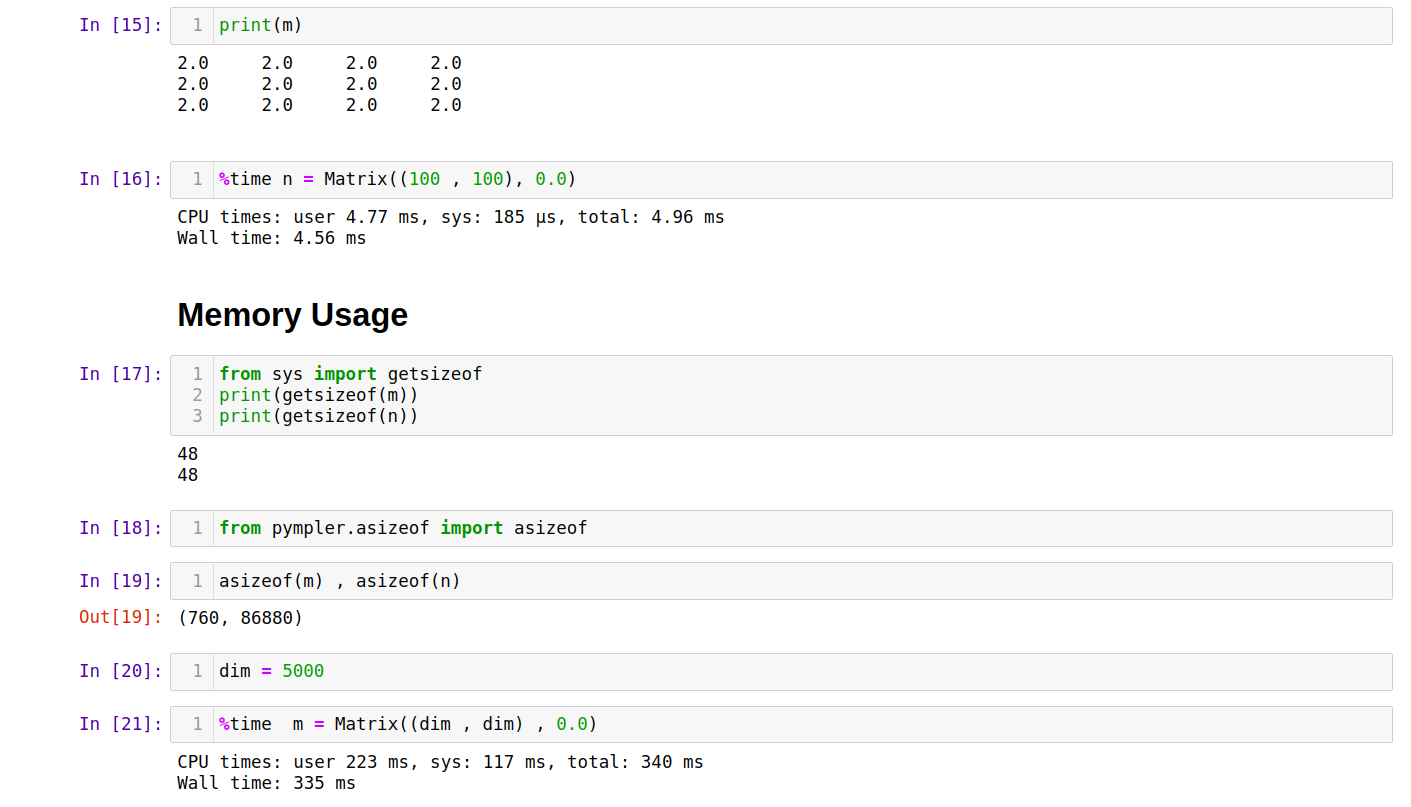 In [15]: 1 print(m)
2.0     2.0     2.0     2.0
2.0     2.0     2.0     2.0
2.0     2.0     2.0     2.0
In [16]: 1 %time n = Matrix((100 , 100), 0.0)
CPU times: user 4.77 ms, sys: 185 µs, total: 4.96 ms
Wall time: 4.56 ms
Memory Usage
In [17]: 1 from sys import getsizeof
2 print(getsizeof(m))
3 print(getsizeof(n))
48
48
In [18]: 1 from pympler.asizeof import asizeof
In [19]: 1 asizeof(m) , asizeof(n)
Out[19]: (760, 86880)
In [20]: 1 dim = 5000
In [21]: 1 %time  m = Matrix((dim , dim) , 0.0)
CPU times: user 223 ms, sys: 117 ms, total: 340 ms
Wall time: 335 ms